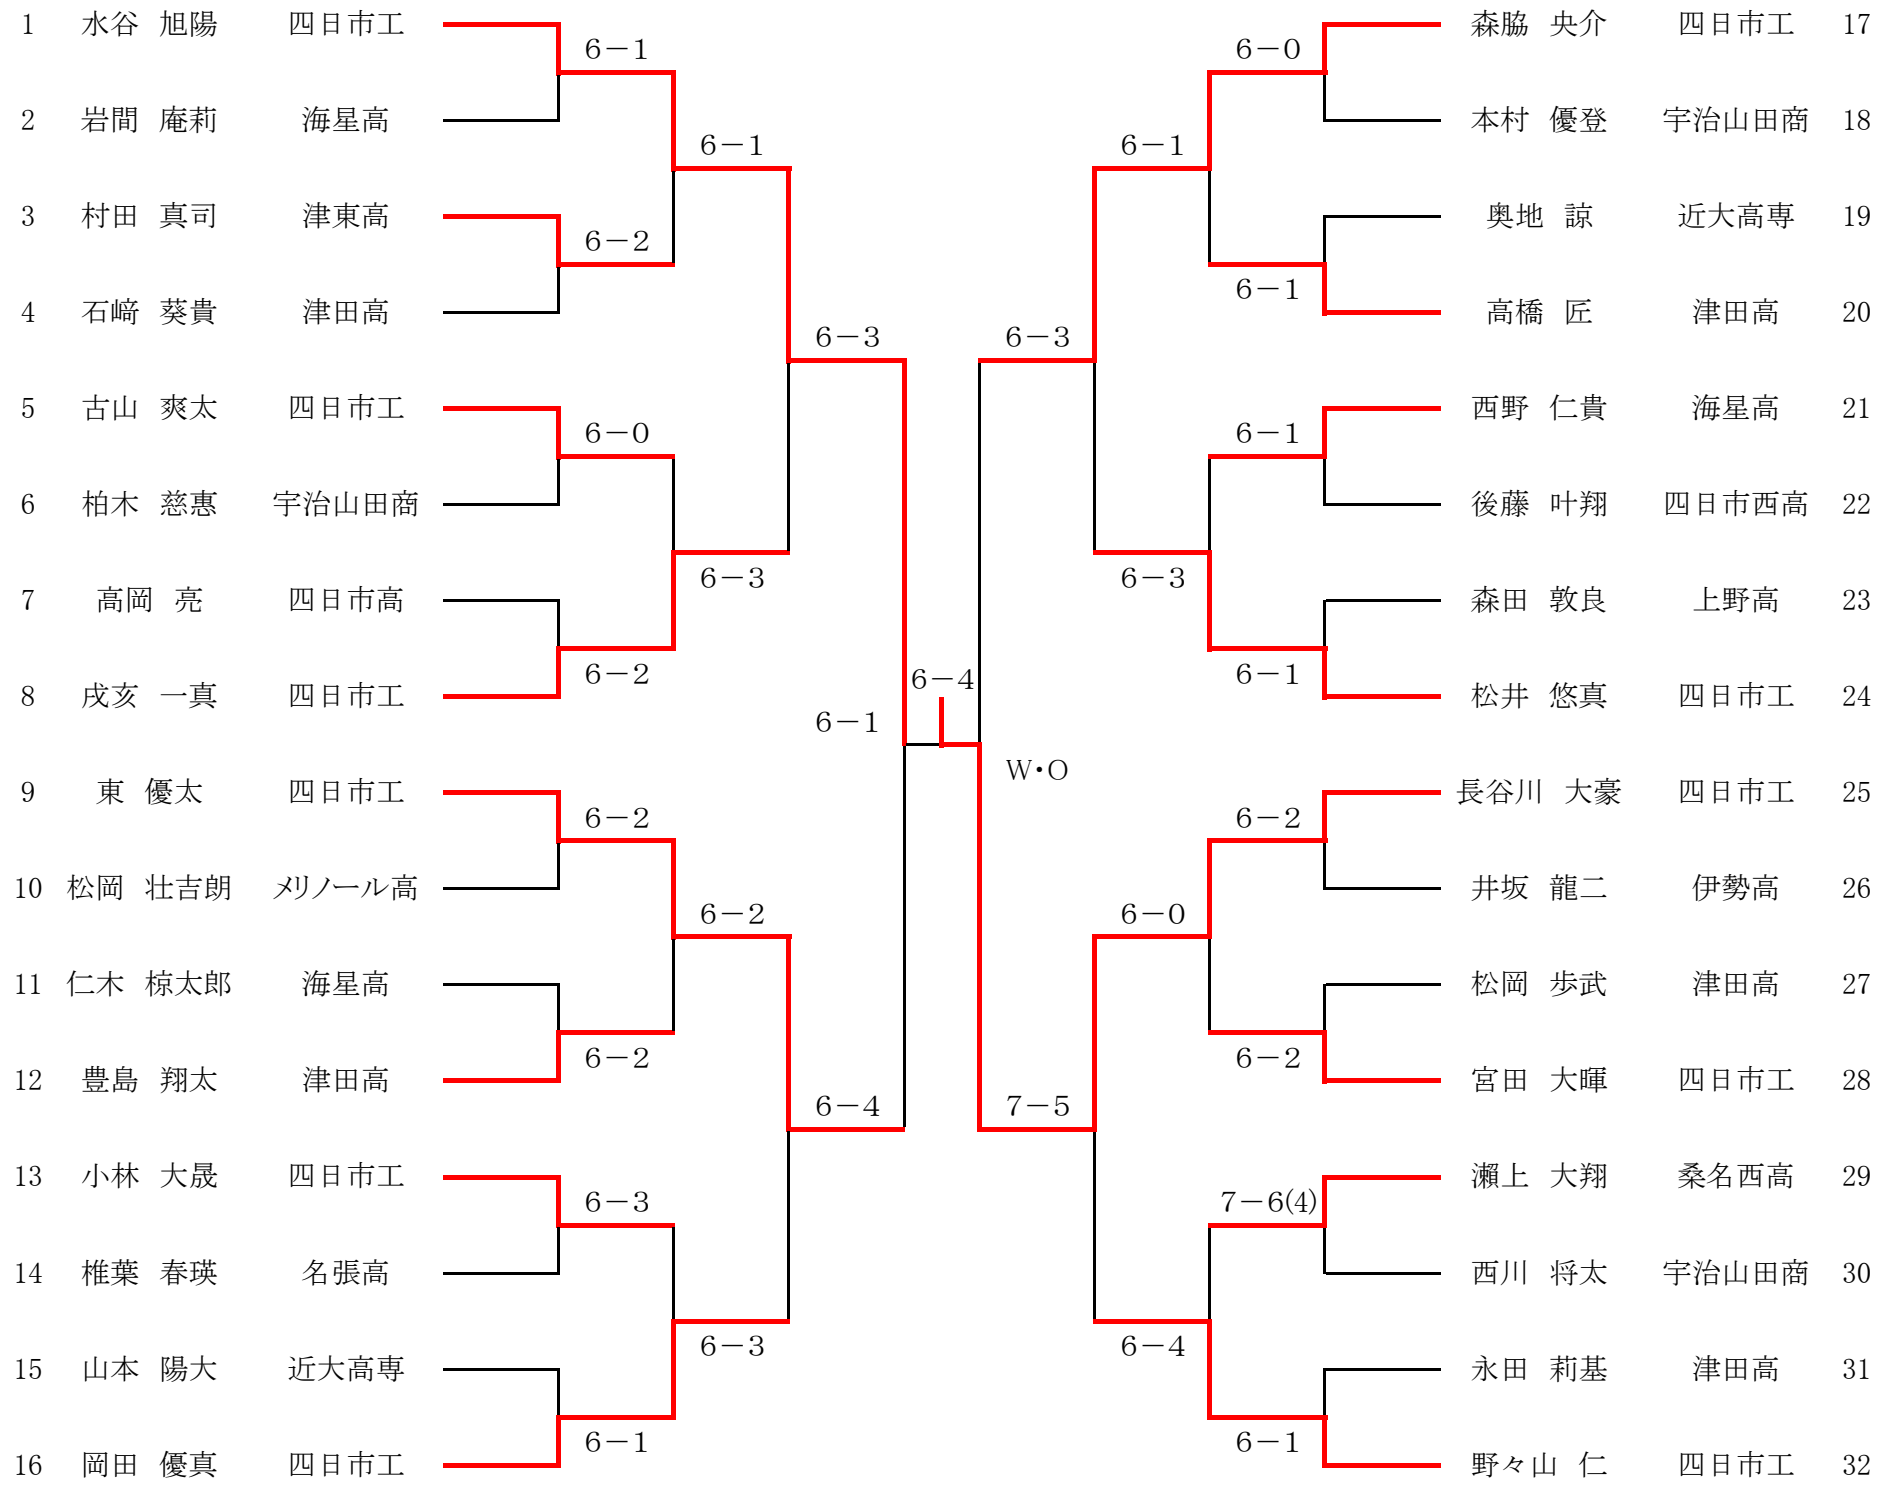 1 水谷 旭陽 四日市工 森脇 央介 四日市工 17
6-1 6-0
2 岩間 庵莉 海星高 本村 優登 宇治山田商 18
6-1 6-1
3 村田 真司 津東高 奥地 諒 近大高専 19
6-2
6-1
4 石﨑 葵貴 津田高 高橋 匠 津田高 20
6-3 6-3
5 古山 爽太 四日市工 西野 仁貴 海星高 21
6-0 6-1
6 柏木 慈惠 宇治山田商 後藤 叶翔 四日市西高 22
6-3 6-3
7 高岡 亮 四日市高 森田 敦良 上野高 23
6-2 6-4 6-1
8 戌亥 一真 四日市工 松井 悠真 四日市工 24
6-1
W・O
9 東 優太 四日市工 長谷川 大豪 四日市工 25
6-2 6-2
10 松岡 壮吉朗 メリノール高 井坂 龍二 伊勢高 26
6-2 6-0
11 仁木 椋太郎 海星高 松岡 歩武 津田高 27
6-2 6-2
12 豊島 翔太 津田高 宮田 大暉 四日市工 28
6-4 7-5
13 小林 大晟 四日市工 瀬上 大翔 桑名西高 29
6-3 7-6(4)
14 椎葉 春瑛 名張高 西川 将太 宇治山田商 30
6-3 6-4
15 山本 陽大 近大高専 永田 莉基 津田高 31
6-1 6-1
16 岡田 優真 四日市工 野々山 仁 四日市工 32